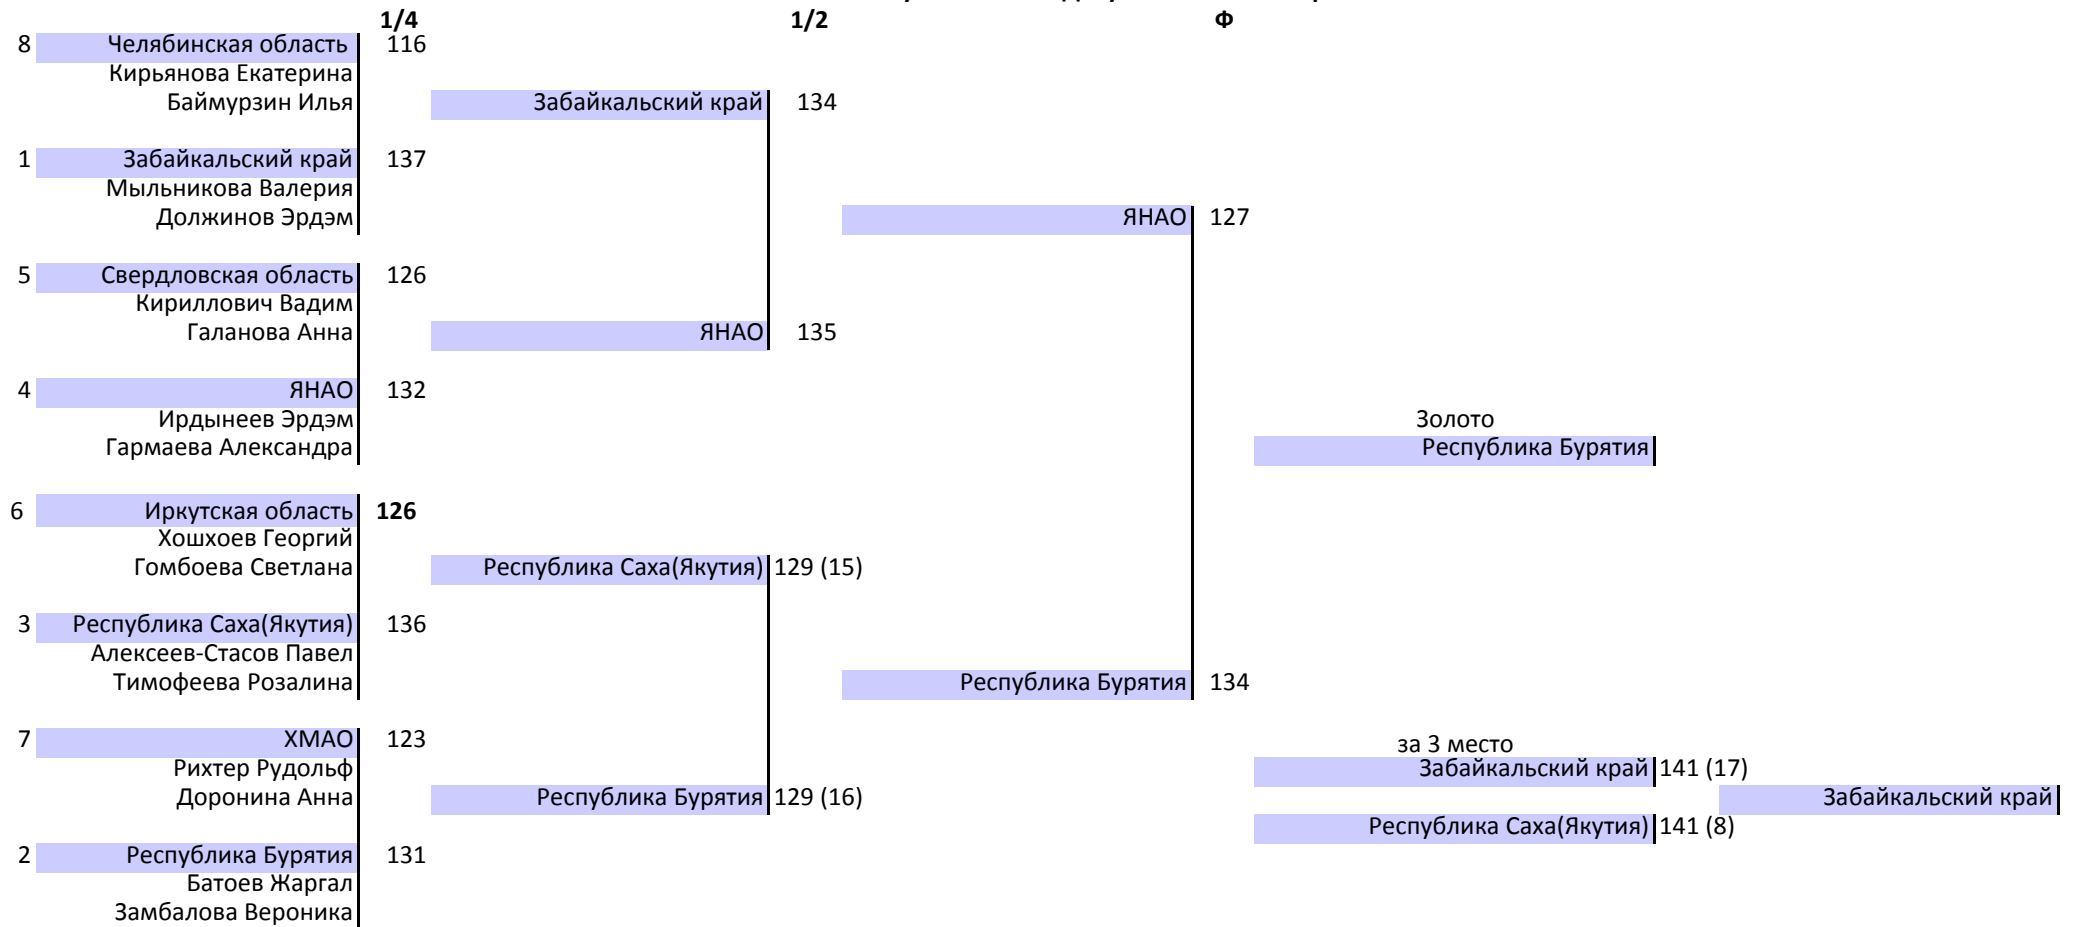 1/4 1/2 Ф
8 Челябинская область 116
Кирьянова Екатерина
Баймурзин Илья Забайкальский край 134
1 Забайкальский край 137
Мыльникова Валерия
Должинов Эрдэм ЯНАО 127
5 Свердловская область 126
Кириллович Вадим
Галанова Анна ЯНАО 135
4 ЯНАО 132
Ирдынеев Эрдэм Золото
Гармаева Александра Республика Бурятия
6 Иркутская область 126
Хошхоев Георгий
Гомбоева Светлана Республика Саха(Якутия) 129 (15)
3 Республика Саха(Якутия) 136
Алексеев-Стасов Павел
Тимофеева Розалина Республика Бурятия 134
7 ХМАО 123 за 3 место
Рихтер Рудольф Забайкальский край 141 (17)
Доронина Анна Республика Бурятия 129 (16) Забайкальский край
Республика Саха(Якутия) 141 (8)
2 Республика Бурятия 131
Батоев Жаргал
Замбалова Вероника